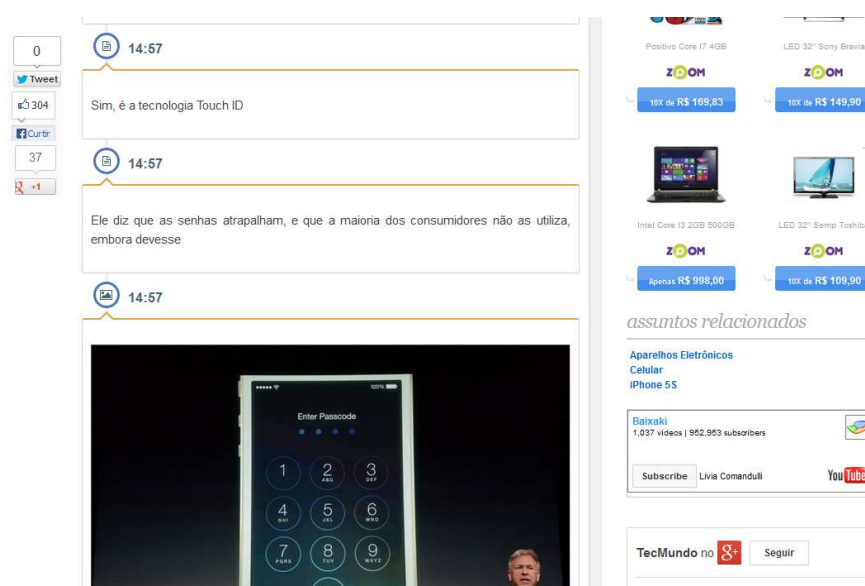 0
Tweet
304
Curtir
37
+1
14:57
Sim, é a tecnologia Touch ID
14:57
Ele diz que as senhas atrapalham, e que a maioria dos consumidores não as utiliza,
embora devesse
14:57
100%
Enter Passcode
1
2 ABC
3 DEF
4 GHI
5 JKL
6 MNO
7 PQRS
8 TUV
9 WXYZ
Positivo Core I7 4GB
ZOOM
10X de R$ 169,83
LED 32" Sony Bravia
ZOOM
10X de R$ 149,90
Intel Core I3 2GB 500GB
ZOOM
Apenas R$ 998,00
LED 32" Semp Toshiba
ZOOM
10X de R$ 109,90
assuntos relacionados
Aparelhos Eletrônicos
Celular
iPhone 5S
Baixaki
1,037 videos | 952,953 subscribers
Subscribe Livia Comandulli
YouTube
TecMundo no g+ Seguir